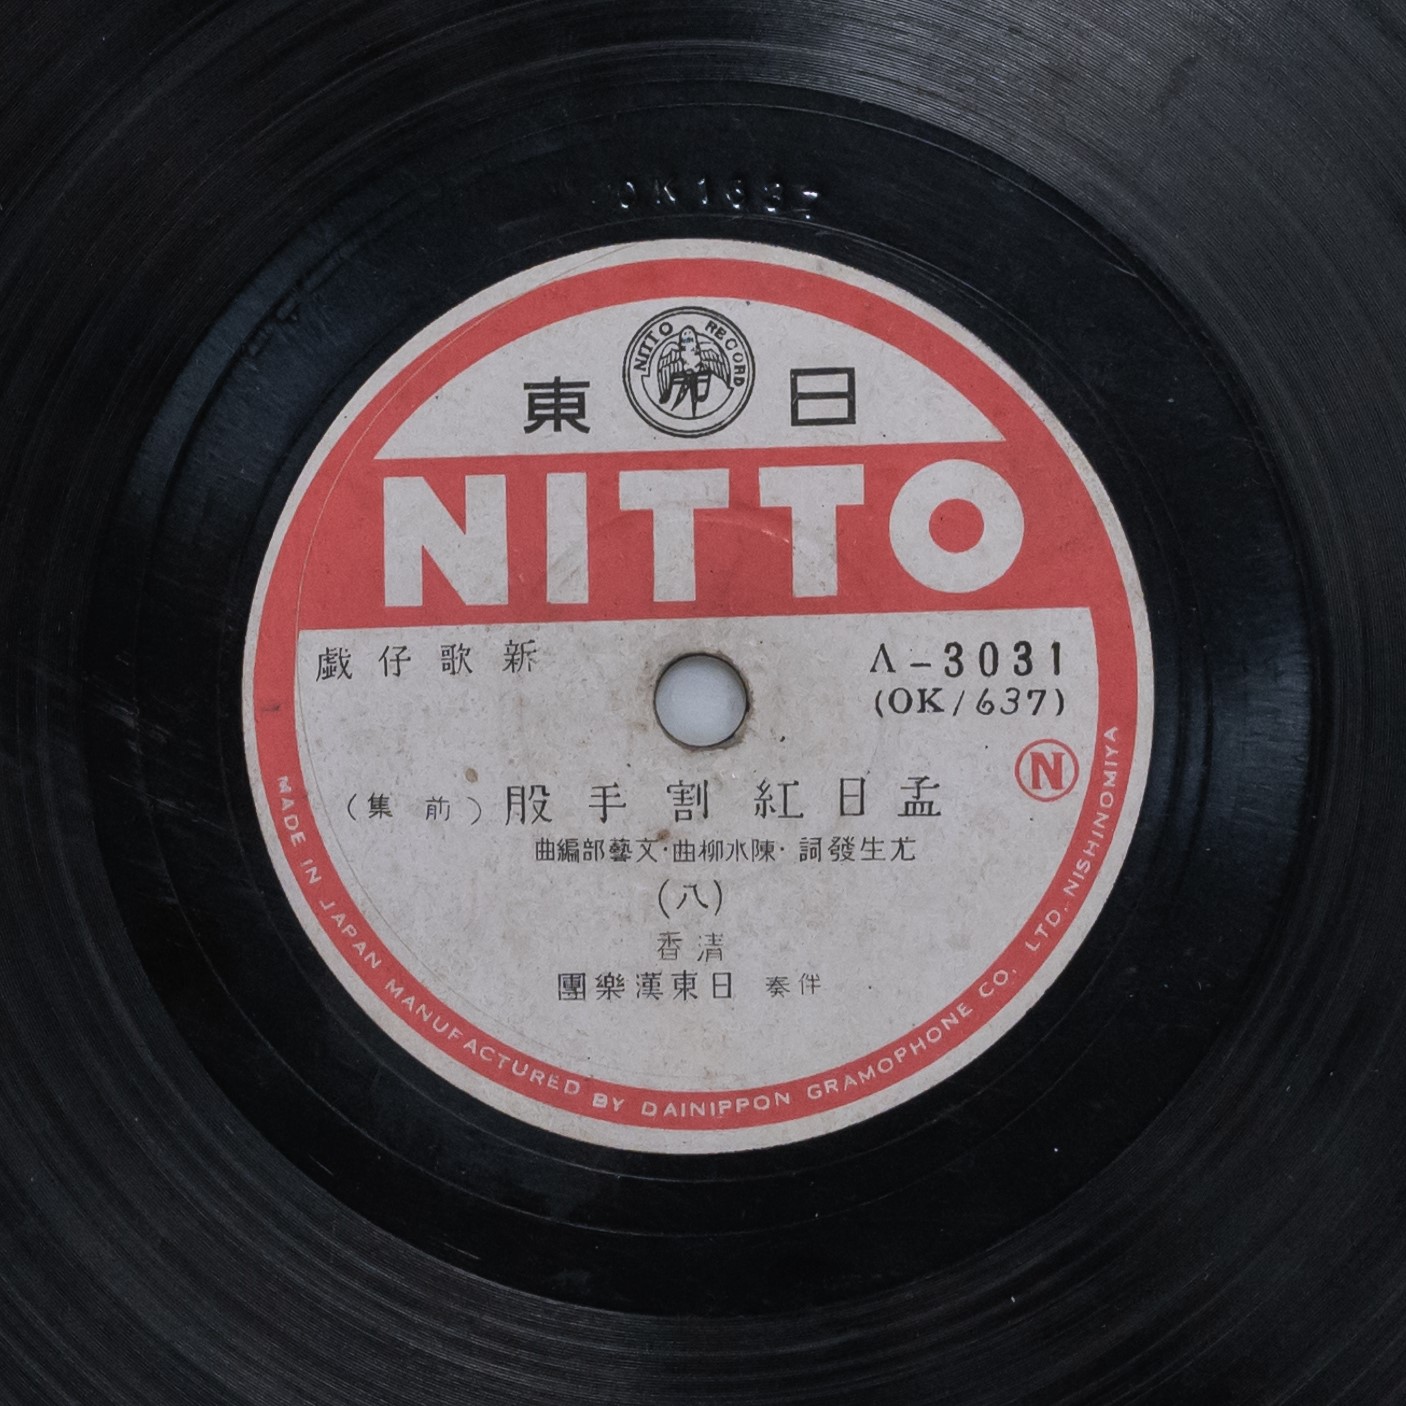 OK1637
NITTO RECORD
日東
NITTO
新歌仔戯
A-3031
(OK/637)
N
孟日紅割手股（前集）
尤生發詞・陳水柳曲・文藝部編曲
(八)
清香
伴奏 日東漢樂團
MADE IN JAPAN MANUFACTURED BY DAINIPPON GRAMOPHONE CO. LTD. NISHINOMIYA